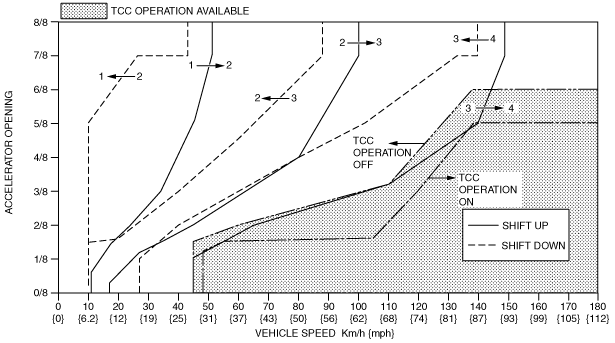 TCC OPERATION AVAILABLE
8/8
7/8
6/8
5/8
4/8
3/8
2/8
1/8
0/8
ACCELERATOR OPENING
1 2
1 2
2 3
2 3
3 4
3 4
TCC
OPERATION
OFF
TCC
OPERATION
ON
SHIFT UP
SHIFT DOWN
0 10 20 30 40 50 60 70 80 90 100 110 120 130 140 150 160 170 180
{0} {6.2} {12} {19} {25} {31} {37} {43} {50} {56} {62} {68} {74} {81} {87} {93} {99} {105} {112}
VEHICLE SPEED Km/h {mph}